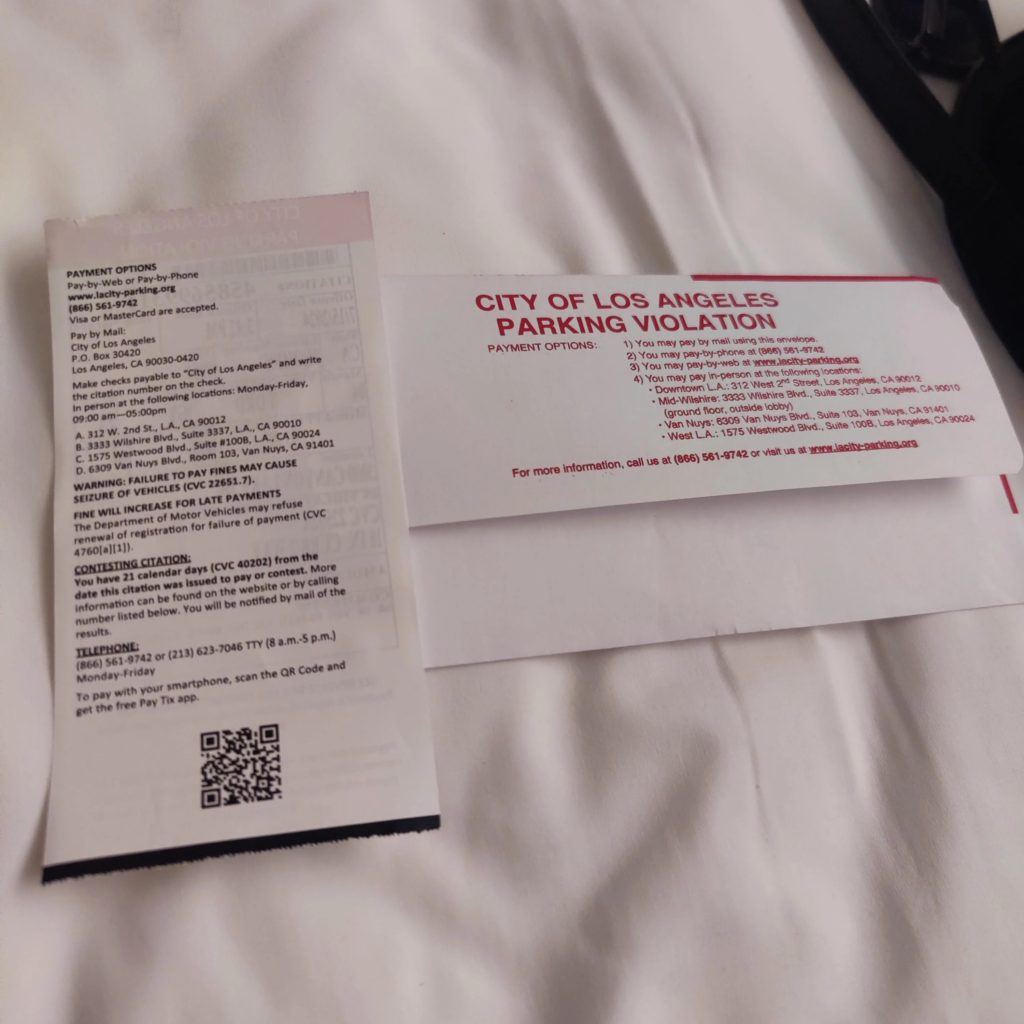 PAYMENT OPTIONS
Pay-by-Web or Pay-by-Phone
www.lacity-parking.org
(866) 561-9742
Visa or MasterCard are accepted.
Pay by Mail:
City of Los Angeles
P.O. Box 30420
Los Angeles, CA 90030-0420
Make checks payable to "City of Los Angeles" and write
the citation number on the check.
In person at the following locations: Monday-Friday,
09:00 am—05:00pm
A. 312 W. 2nd St., L.A., CA 90012
B. 3333 Wilshire Blvd., Suite 3337, L.A., CA 90010
C. 1575 Westwood Blvd., Suite #100B, L.A., CA 90024
D. 6309 Van Nuys Blvd., Room 103, Van Nuys, CA 91401
WARNING: FAILURE TO PAY FINES MAY CAUSE
SEIZURE OF VEHICLES (CVC 22651.7).
FINE WILL INCREASE FOR LATE PAYMENTS
The Department of Motor Vehicles may refuse
renewal of registration for failure of payment (CVC
4760[a][1]).
CONTESTING CITATION:
You have 21 calendar days (CVC 40202) from the
date this citation was issued to pay or contest. More
information can be found on the website or by calling
number listed below. You will be notified by mail of the
results.
TELEPHONE:
(866) 561-9742 or (213) 623-7046 TTY (8 a.m.-5 p.m.)
Monday-Friday
To pay with your smartphone, scan the QR Code and
get the free Pay Tix app.
CITY OF LOS ANGELES
PARKING VIOLATION
PAYMENT OPTIONS: 1) You may pay by mail using this envelope.
2) You may pay-by-phone at (866) 561-9742
3) You may pay-by-web at www.lacity-parking.org
4) You may pay in-person at the following locations:
• Downtown L.A.: 312 West 2nd Street, Los Angeles, CA 90012
• Mid-Wilshire: 3333 Wilshire Blvd., Suite 3337, Los Angeles, CA 90010
(ground floor, outside lobby)
• Van Nuys: 6309 Van Nuys Blvd., Suite 103, Van Nuys, CA 91401
• West L.A.: 1575 Westwood Blvd., Suite 100B, Los Angeles, CA 90024
For more information, call us at (866) 561-9742 or visit us at www.lacity-parking.org